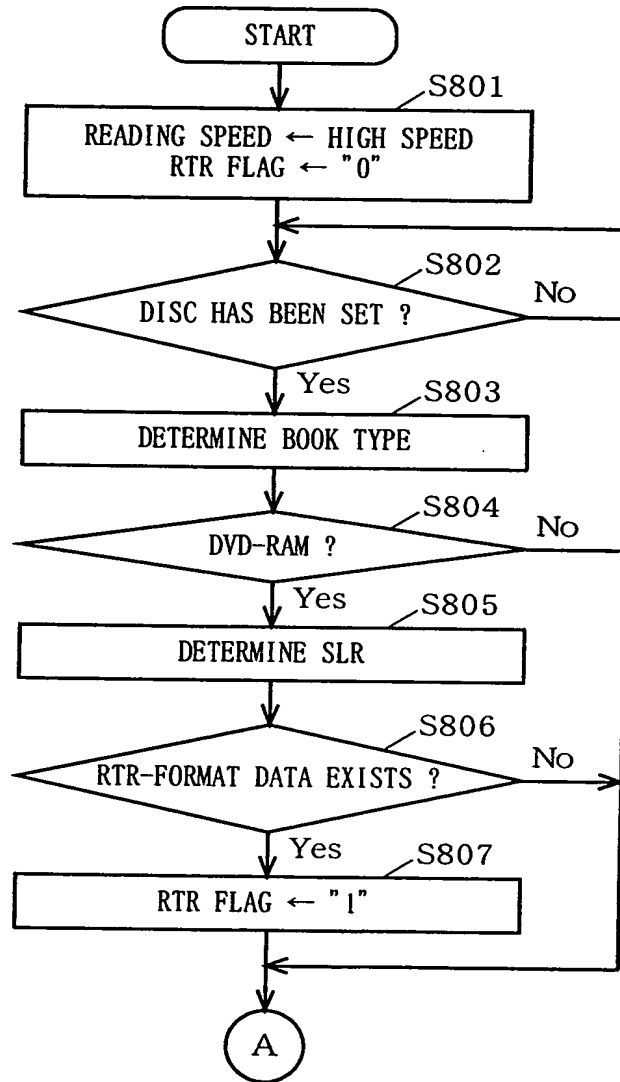 START
S801
READING SPEED ← HIGH SPEED
RTR FLAG ← "0"
S802
DISC HAS BEEN SET ?
No
Yes
S803
DETERMINE BOOK TYPE
S804
DVD-RAM ?
No
Yes
S805
DETERMINE SLR
S806
RTR-FORMAT DATA EXISTS ?
No
Yes
S807
RTR FLAG ← "1"
A